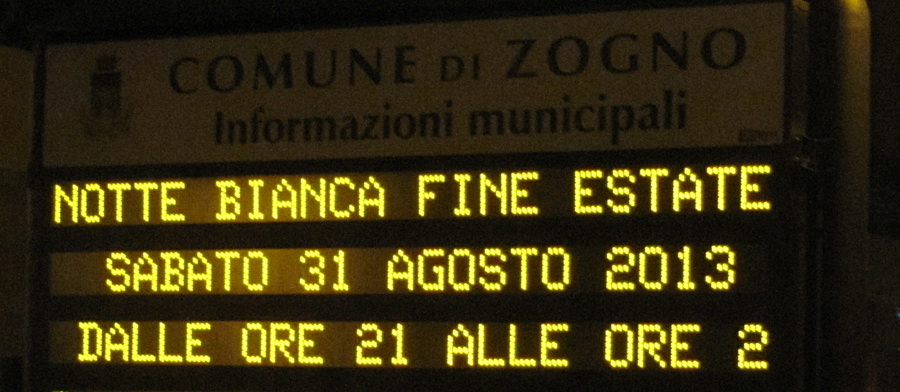 COMUNE DI ZOGNO
Informazioni municipali
NOTTE BIANCA FINE ESTATE
SABATO 31 AGOSTO 2013
DALLE ORE 21 ALLE ORE 2